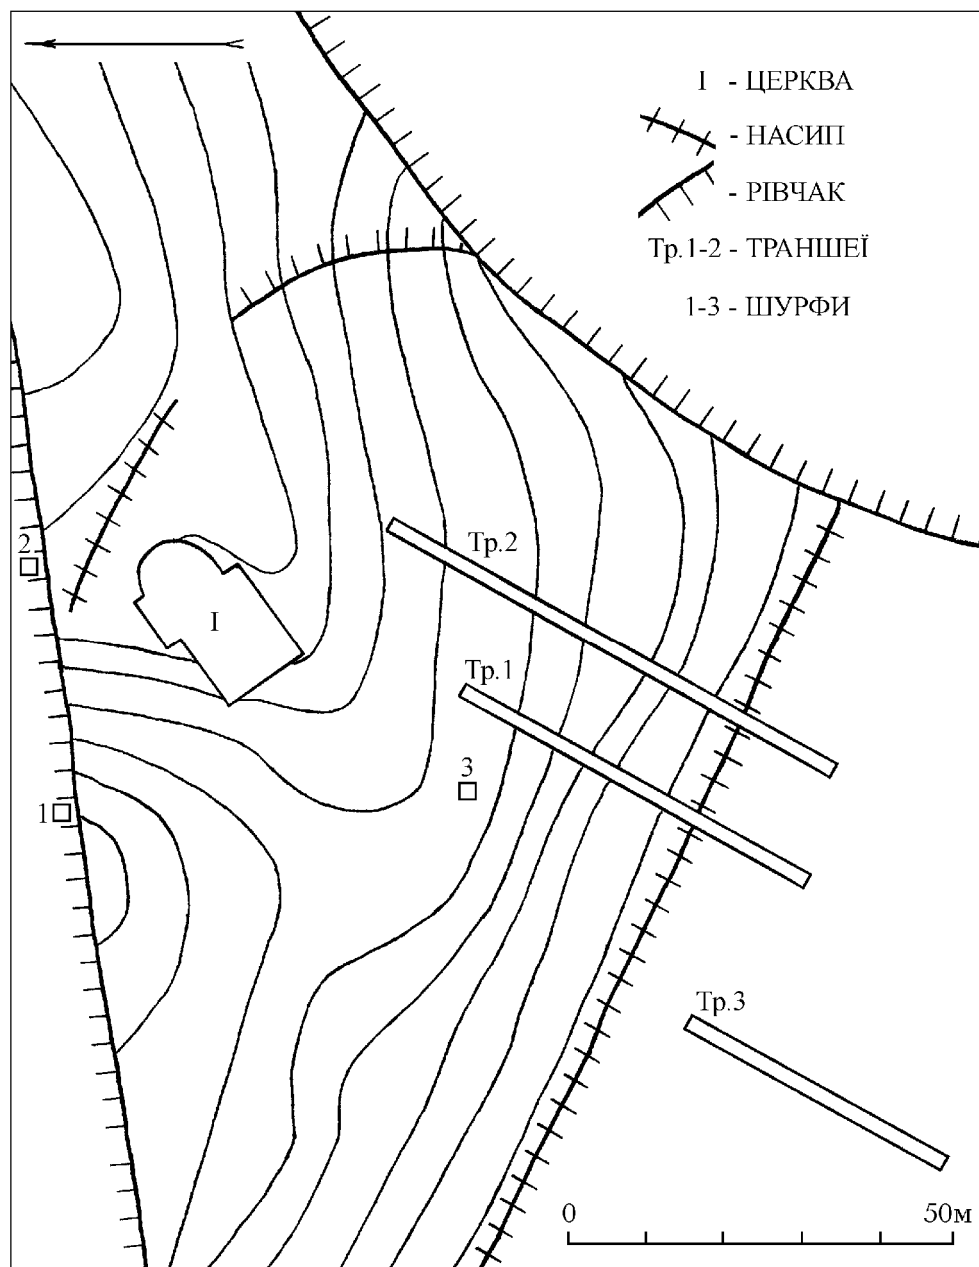 I - ЦЕРКВА
- НАСИП
- РІВЧАК
Тр.1-2 - ТРАНШЕЇ
1-3 - ШУРФИ
Тр.2
2
I
Тр.1
3
1
Тр.3
0 50м